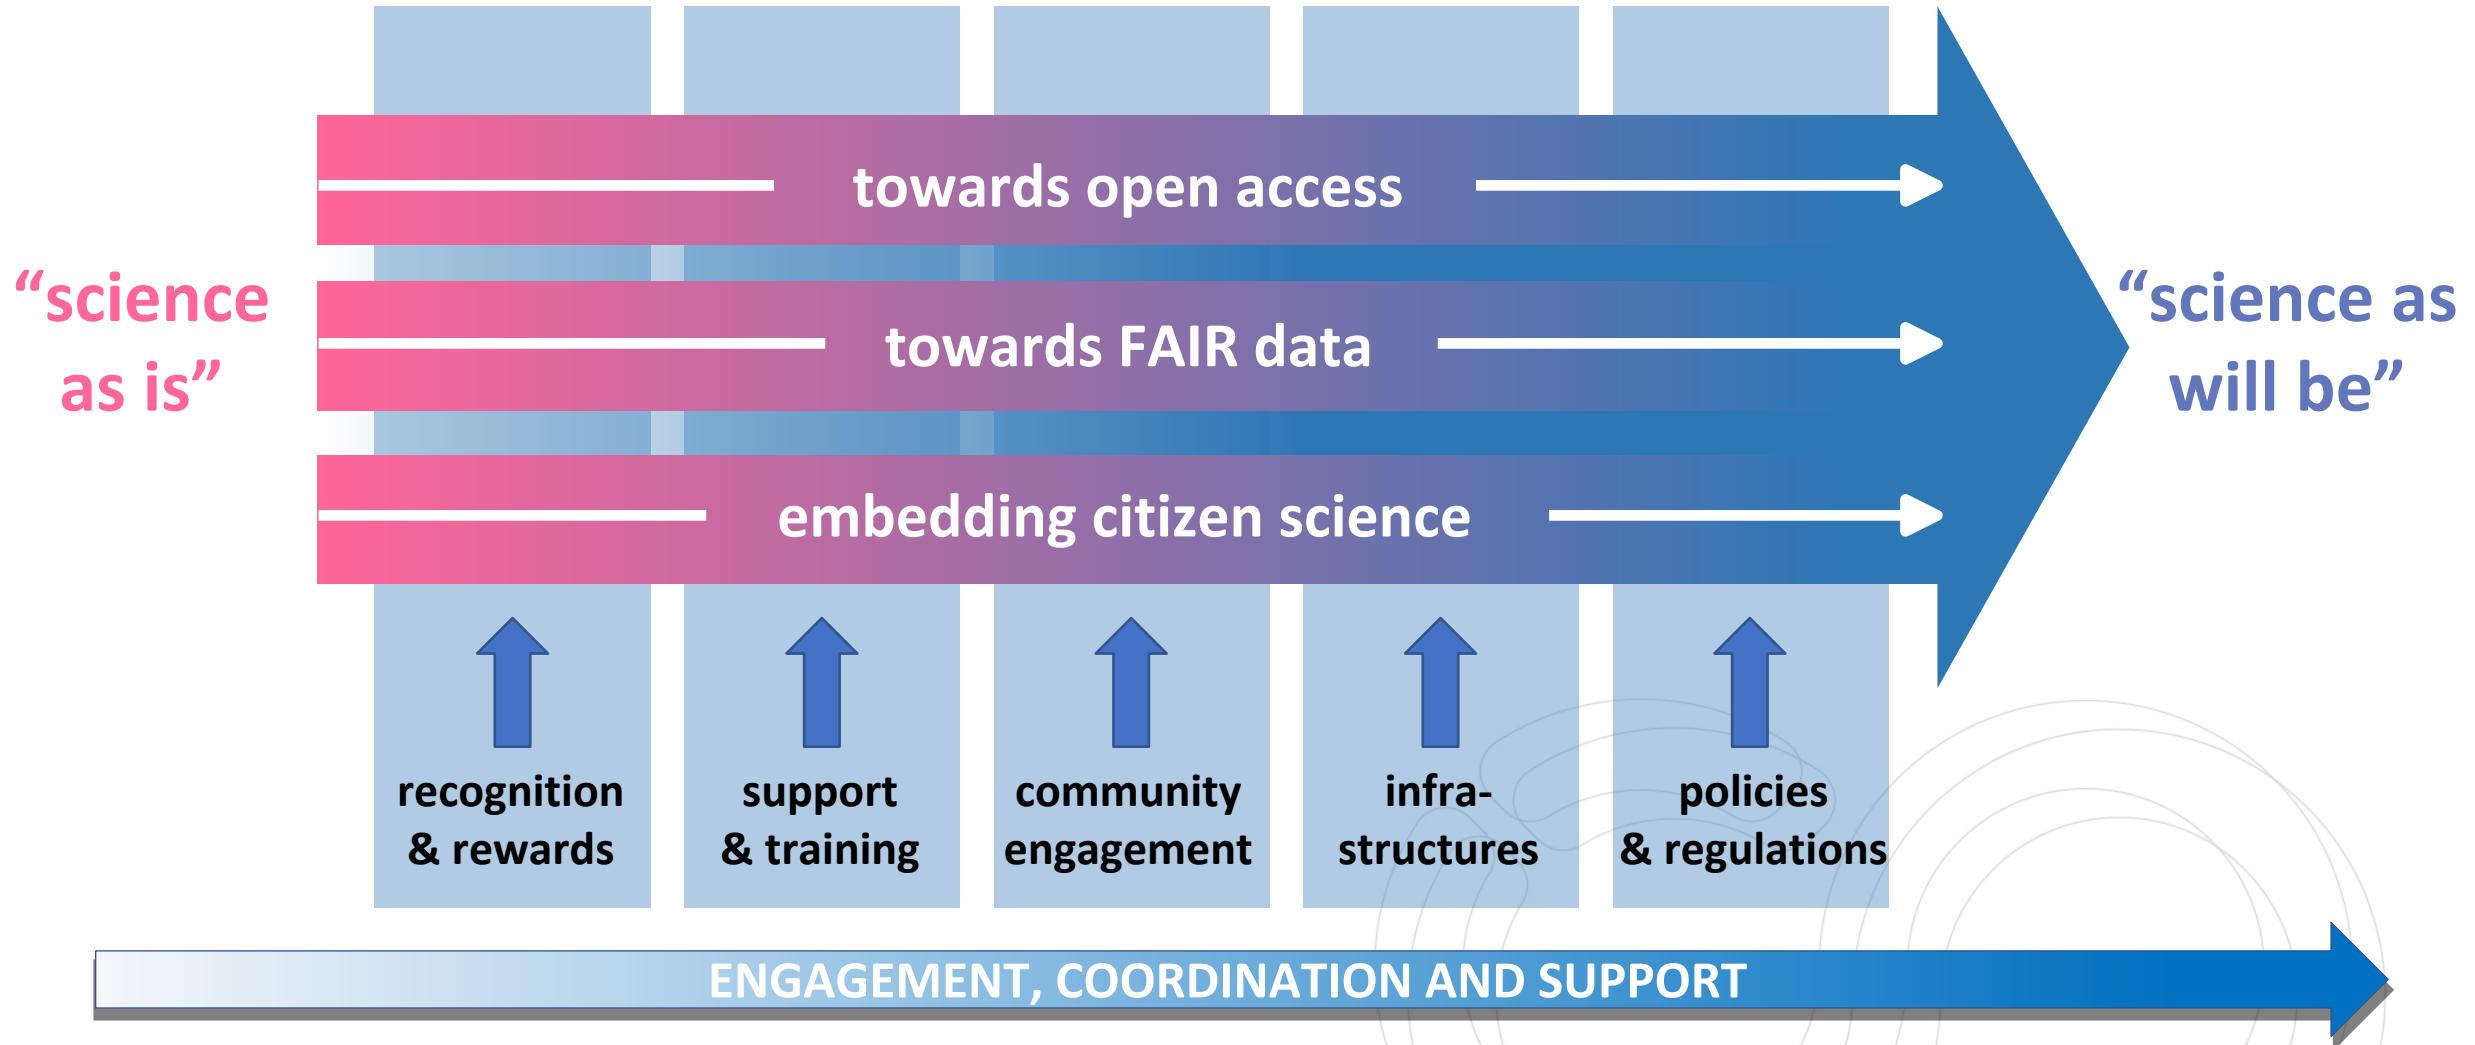 towards open access
“science
as is”
towards FAIR data
“science as
will be”
embedding citizen science
recognition
& rewards
support
& training
community
engagement
infra-
structures
policies
& regulations
ENGAGEMENT, COORDINATION AND SUPPORT